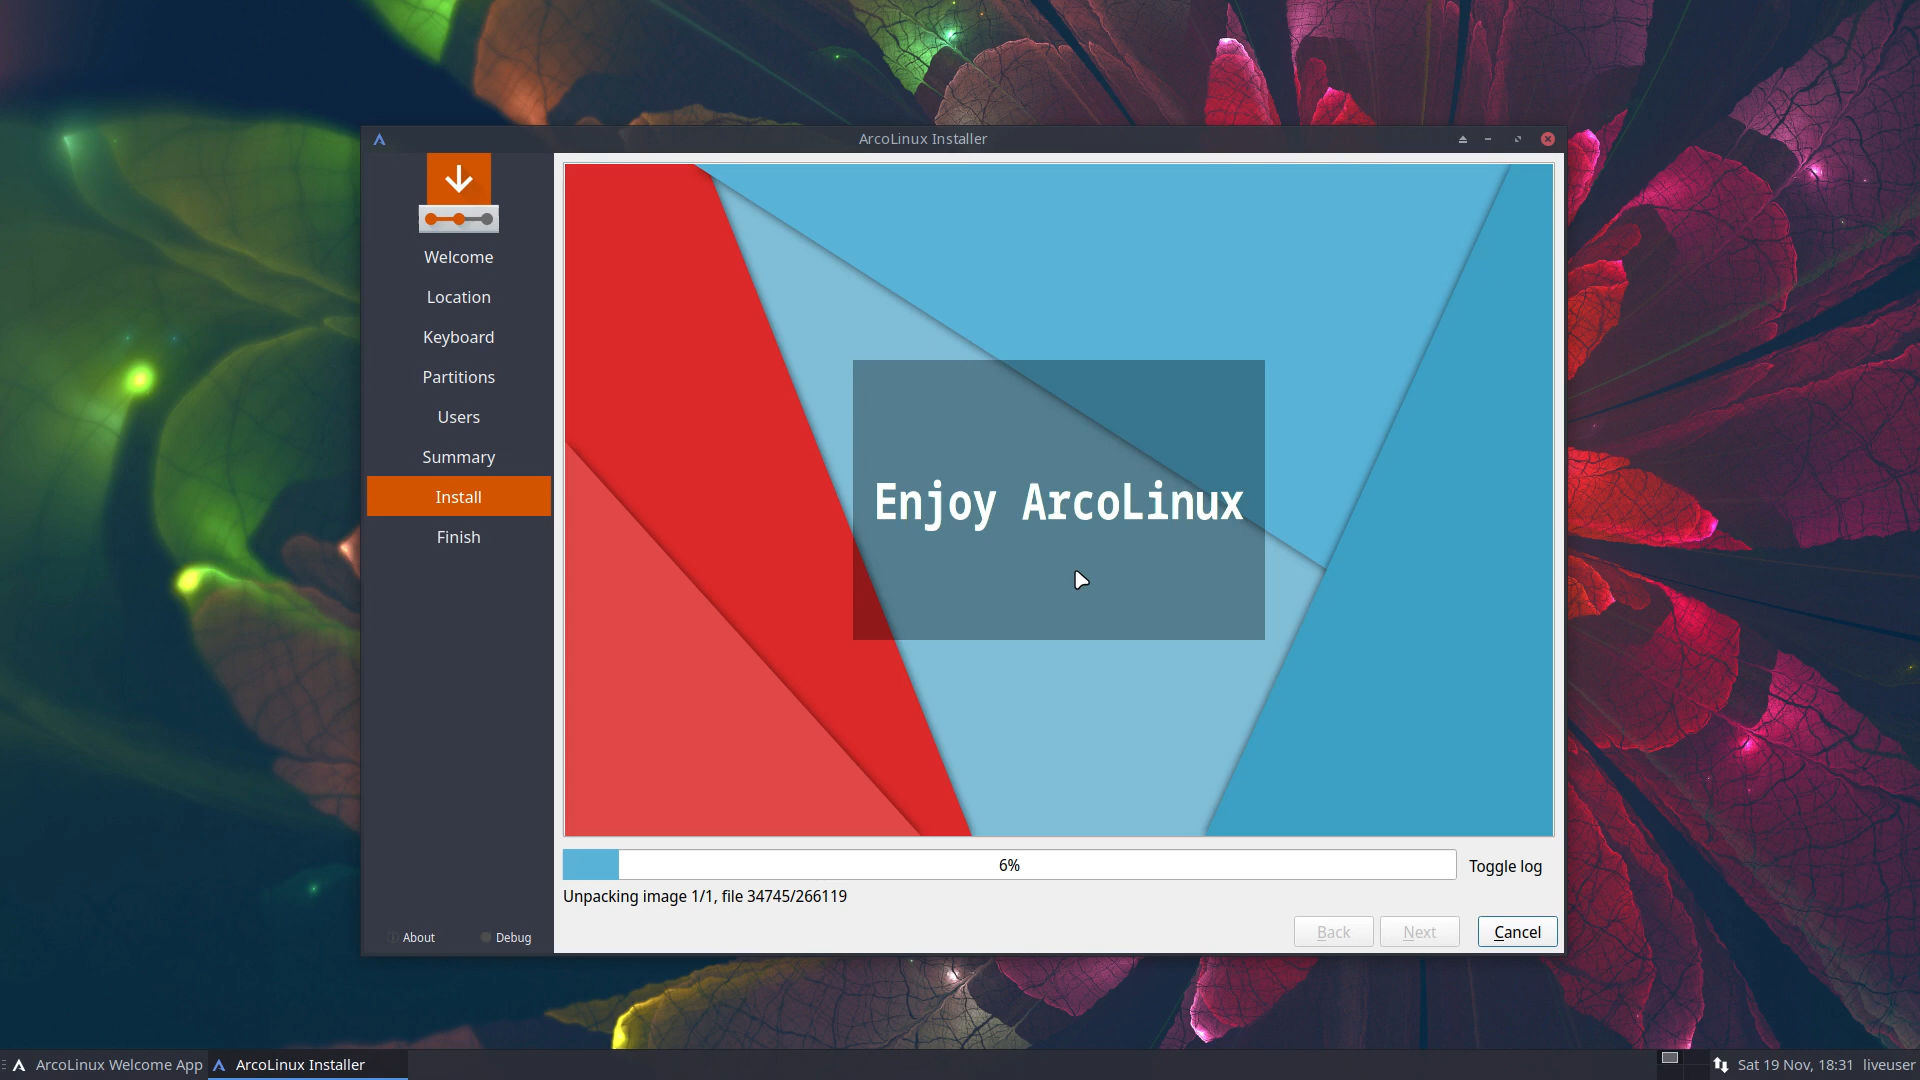 ArcoLinux Installer
Welcome
Location
Keyboard
Partitions
Users
Summary
Install
Finish
About
Debug
Enjoy ArcoLinux
6%
Toggle log
Unpacking image 1/1, file 34745/266119
Back
Next
Cancel
ArcoLinux Welcome App
ArcoLinux Installer
Sat 19 Nov, 18:31
liveuser